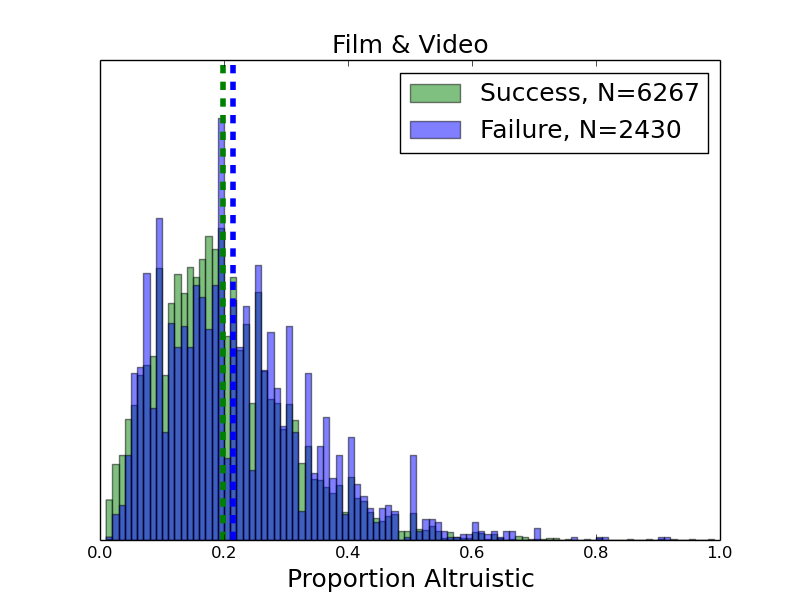 Film & Video
Success, N=6267
Failure, N=2430
0.0 0.2 0.4 0.6 0.8 1.0
Proportion Altruistic